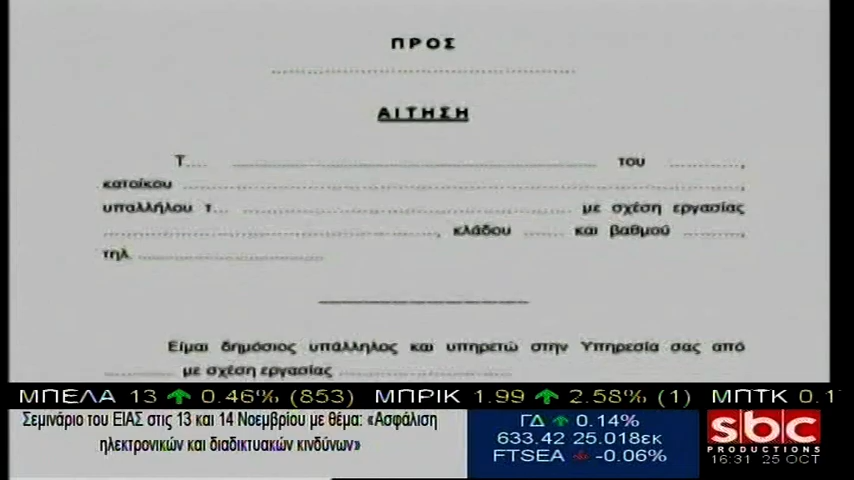 ΠΡΟΣ
ΑΙΤΗΣΗ
Τ.... του ..........,
κατοίκου ..........,
υπαλλήλου τ... .......... με σχέση εργασίας
.........., κλάδου ....... και βαθμού ..........,
τηλ ..........
Είμαι δημόσιος υπάλληλος και υπηρετώ στην Υπηρεσία σας από
.......... με σχέση εργασίας ..........
ΜΠΕΛΑ 13 0.46% (853) ΜΠΡΙΚ 1.99 2.58% (1) ΜΠΤΚ 0.1
Σεμινάριο του ΕΙΑΣ στις 13 και 14 Νοεμβρίου με θέμα: «Ασφάλιση
ηλεκτρονικών και διαδικτυακών κινδύνων»
ΓΔ 0.14%
633.42 25.018εκ
FTSEA -0.06%
sbc
PRODUCTIONS
16:31 25 OCT